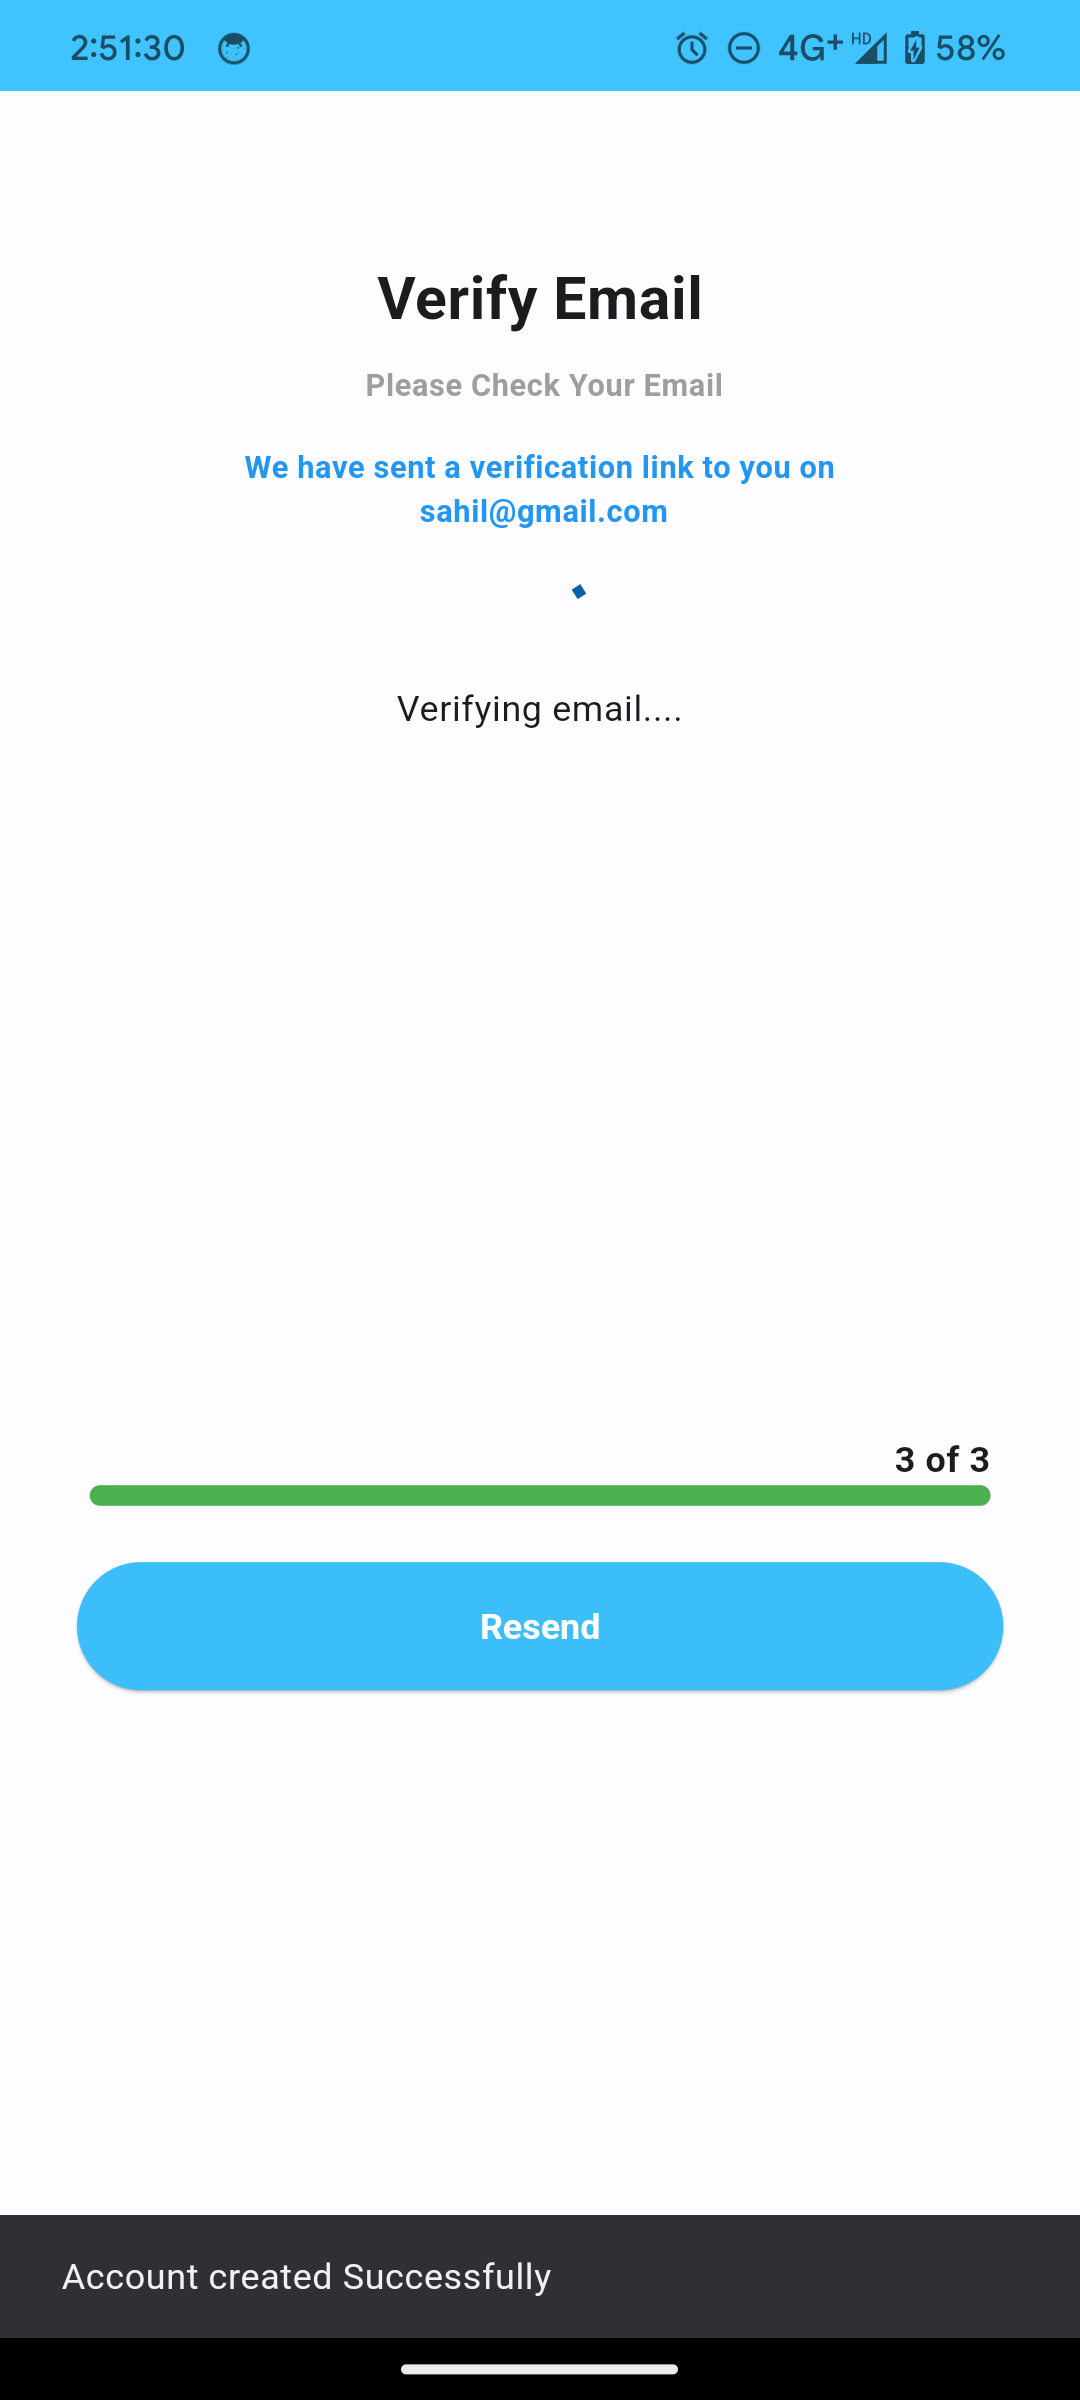 2:51:30 4G+ HD 58%
Verify Email
Please Check Your Email
We have sent a verification link to you on
sahil@gmail.com
Verifying email....
3 of 3
Resend
Account created Successfully